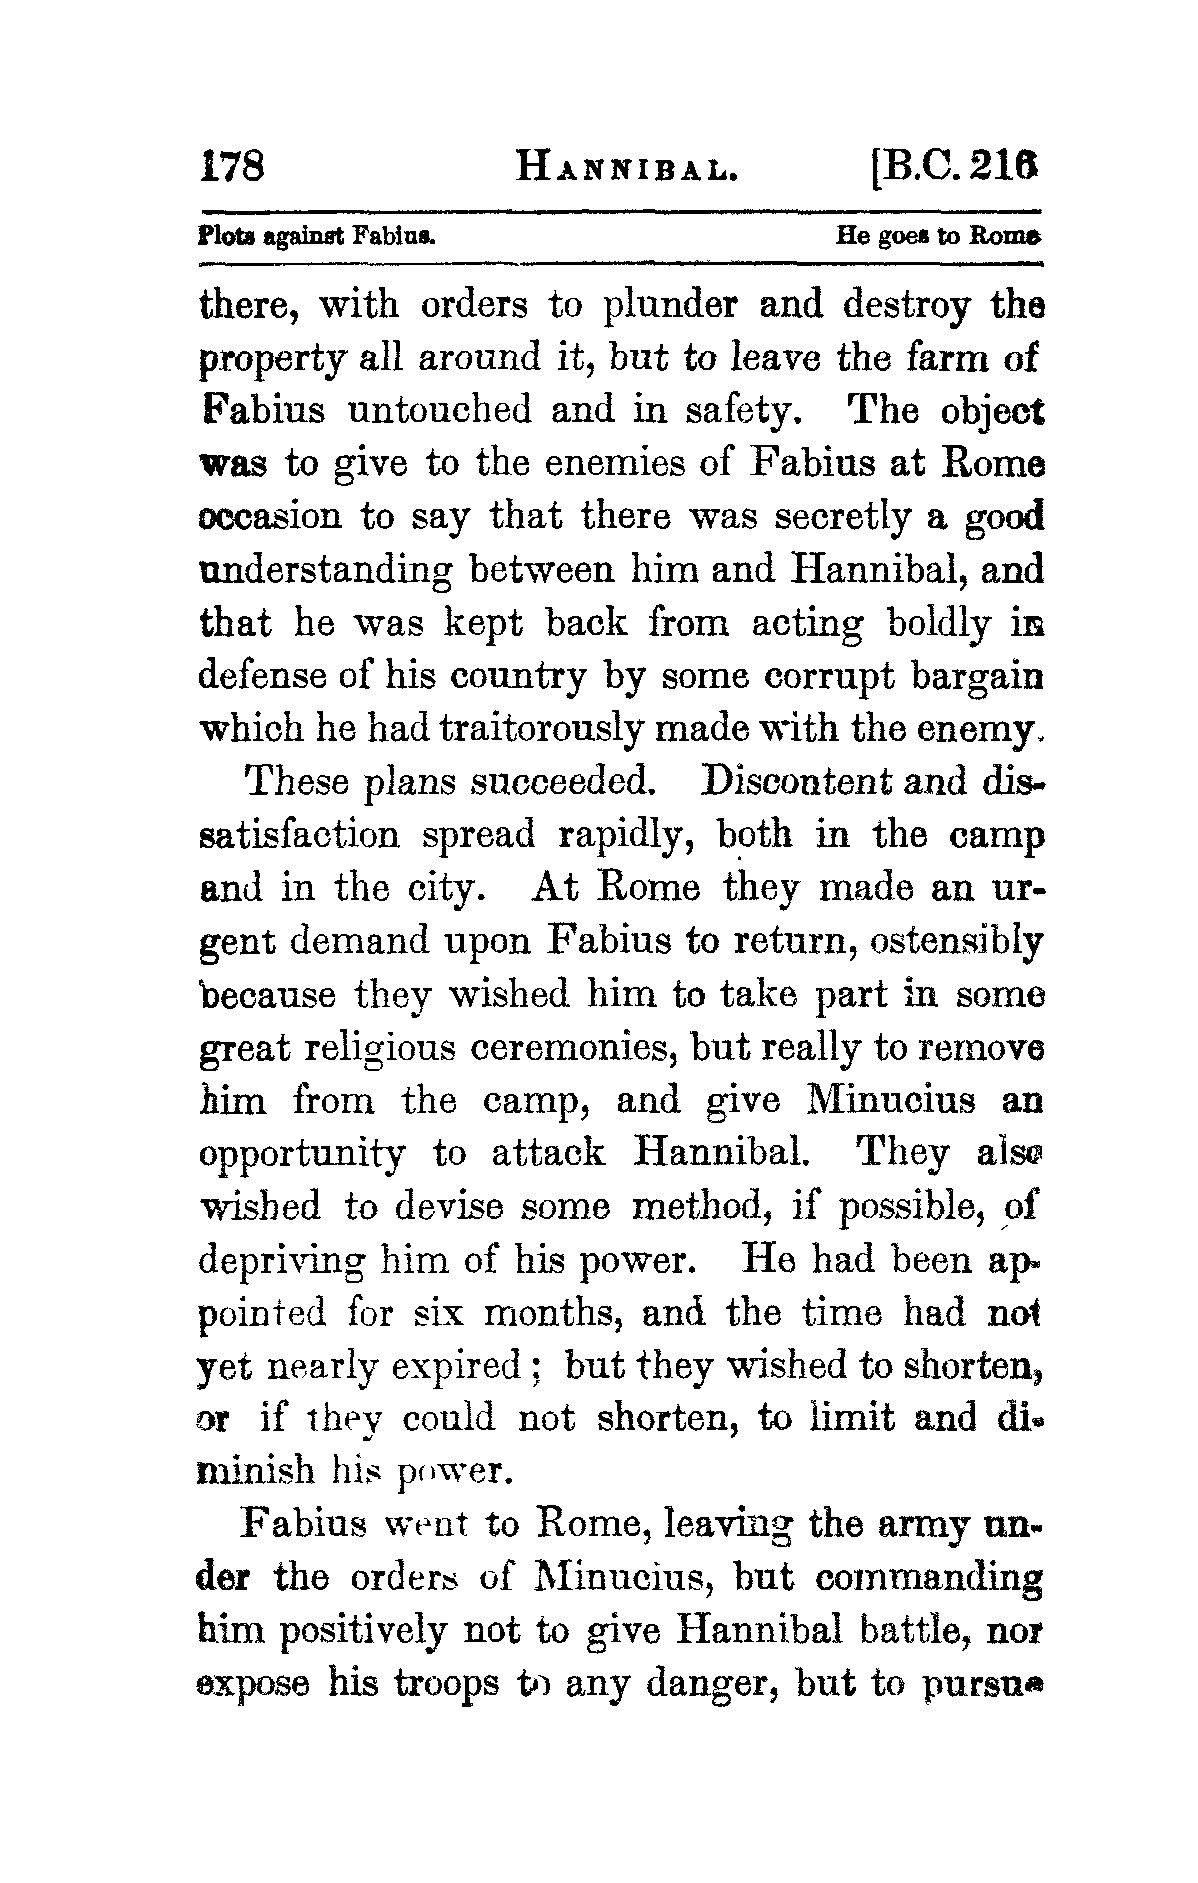 178 HANNIBAL. [B.C. 216
Plots against Fabius. He goes to Rome
there, with orders to plunder and destroy the
property all around it, but to leave the farm of
Fabius untouched and in safety. The object
was to give to the enemies of Fabius at Rome
occasion to say that there was secretly a good
understanding between him and Hannibal, and
that he was kept back from acting boldly in
defense of his country by some corrupt bargain
which he had traitorously made with the enemy.
These plans succeeded. Discontent and dis-
satisfaction spread rapidly, both in the camp
and in the city. At Rome they made an ur-
gent demand upon Fabius to return, ostensibly
because they wished him to take part in some
great religious ceremonies, but really to remove
him from the camp, and give Minucius an
opportunity to attack Hannibal. They also
wished to devise some method, if possible, of
depriving him of his power. He had been ap-
pointed for six months, and the time had not
yet nearly expired; but they wished to shorten,
or if they could not shorten, to limit and di-
minish his power.
Fabius went to Rome, leaving the army un-
der the orders of Minucius, but commanding
him positively not to give Hannibal battle, nor
expose his troops to any danger, but to pursue